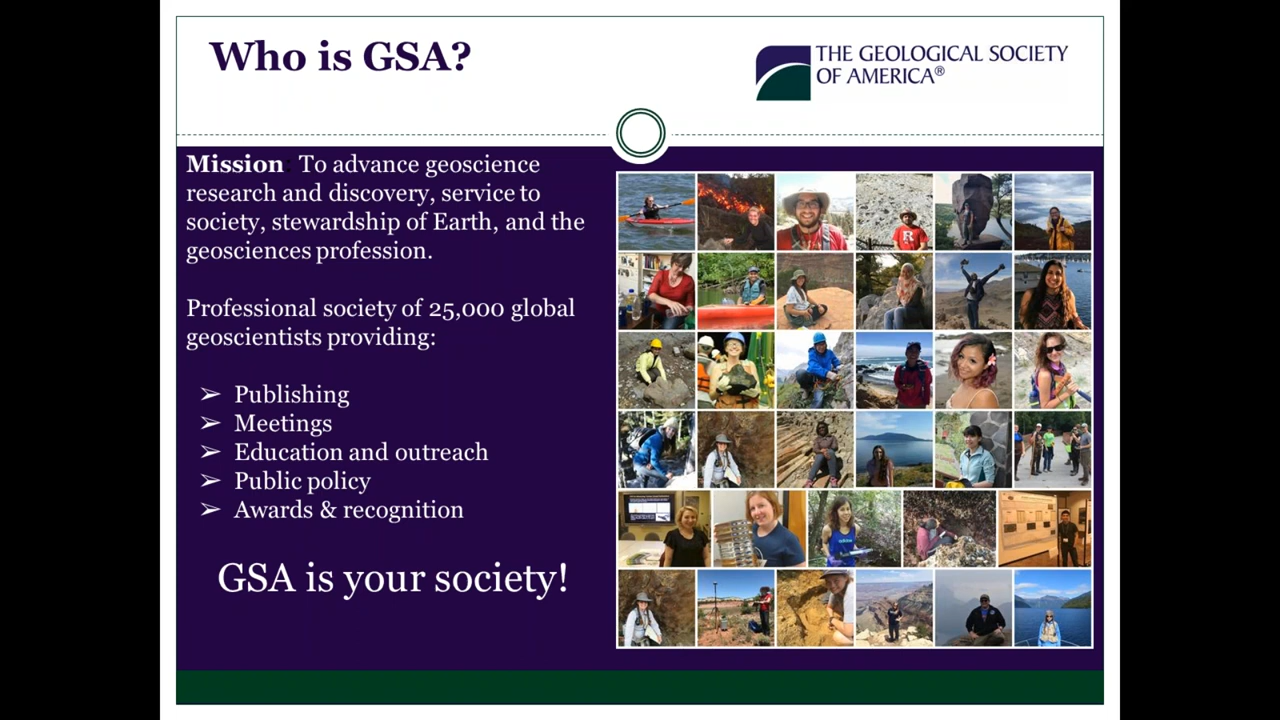 Who is GSA?
THE GEOLOGICAL SOCIETY
OF AMERICA®
Mission: To advance geoscience
research and discovery, service to
society, stewardship of Earth, and the
geosciences profession.
Professional society of 25,000 global
geoscientists providing:
➢ Publishing
➢ Meetings
➢ Education and outreach
➢ Public policy
➢ Awards & recognition
GSA is your society!
R